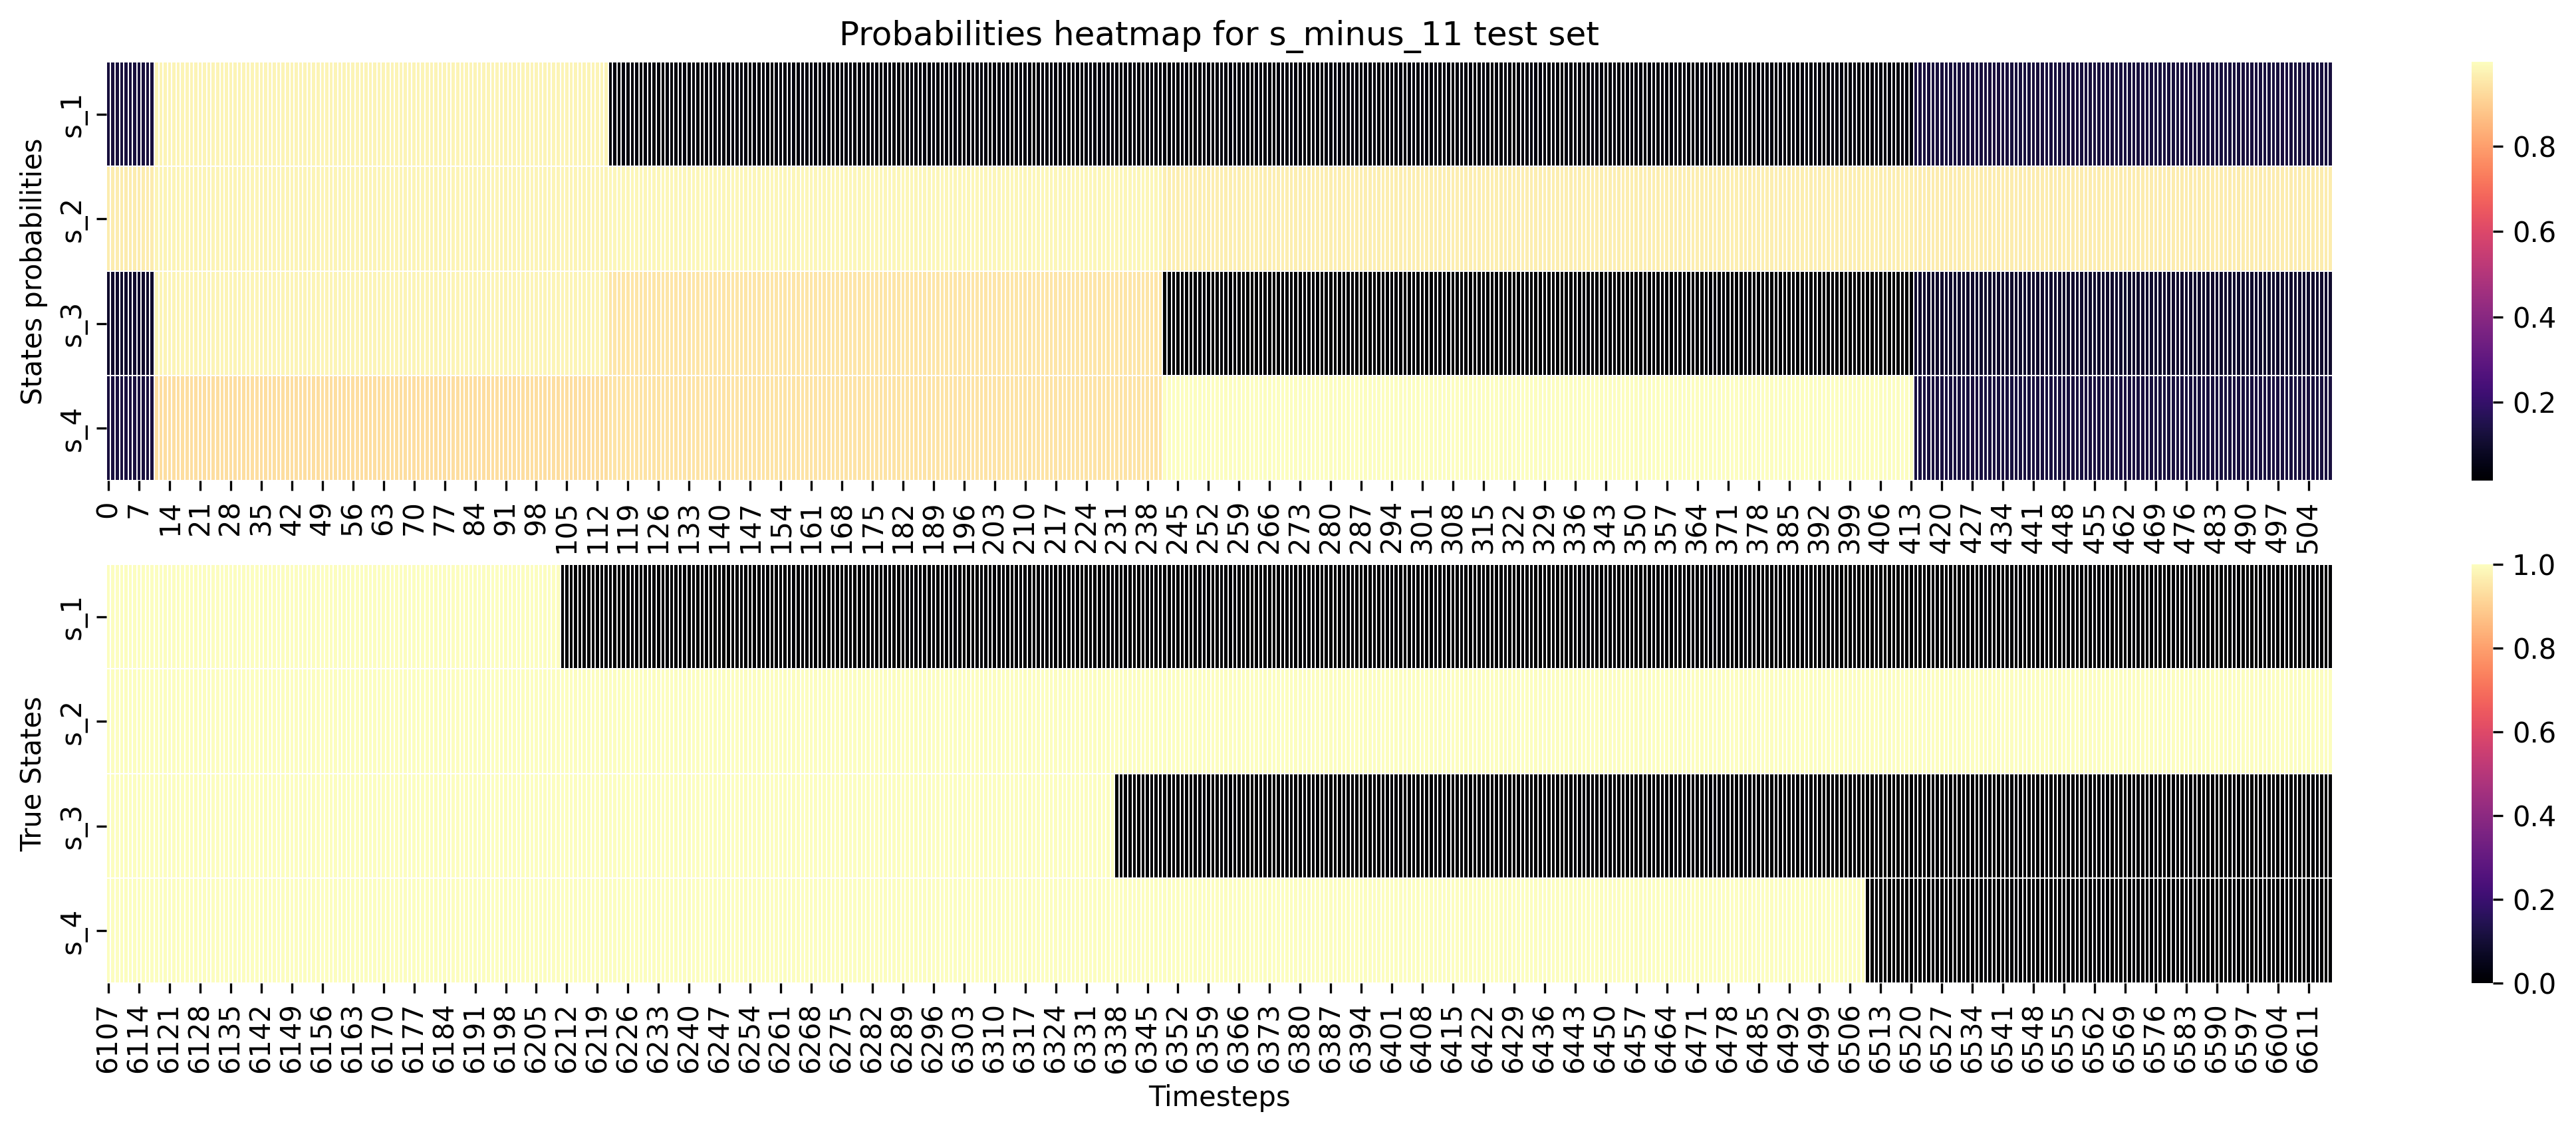 Probabilities heatmap for s_minus_11 test set
States probabilities
s_1
s_2
s_3
s_4
0 7 14 21 28 35 42 49 56 63 70 77 84 91 98 105 112 119 126 133 140 147 154 161 168 175 182 189 196 203 210 217 224 231 238 245 252 259 266 273 280 287 294 301 308 315 322 329 336 343 350 357 364 371 378 385 392 399 406 413 420 427 434 441 448 455 462 469 476 483 490 497 504
0.8
0.6
0.4
0.2
True States
s_1
s_2
s_3
s_4
6107 6114 6121 6128 6135 6142 6149 6156 6163 6170 6177 6184 6191 6198 6205 6212 6219 6226 6233 6240 6247 6254 6261 6268 6275 6282 6289 6296 6303 6310 6317 6324 6331 6338 6345 6352 6359 6366 6373 6380 6387 6394 6401 6408 6415 6422 6429 6436 6443 6450 6457 6464 6471 6478 6485 6492 6499 6506 6513 6520 6527 6534 6541 6548 6555 6562 6569 6576 6583 6590 6597 6604 6611
Timesteps
1.0
0.8
0.6
0.4
0.2
0.0